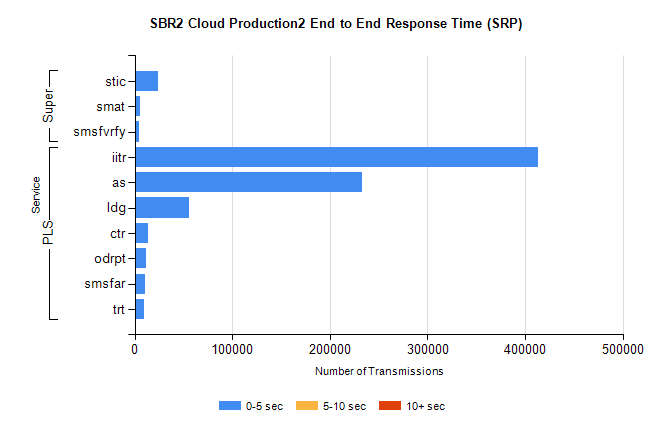 SBR2 Cloud Production2 End to End Response Time (SRP)
Service
Super
stic
smat
smsfvrfy
PLS
iitr
as
ldg
ctr
odrpt
smsfar
trt
0 100000 200000 300000 400000 500000
Number of Transmissions
0-5 sec 5-10 sec 10+ sec